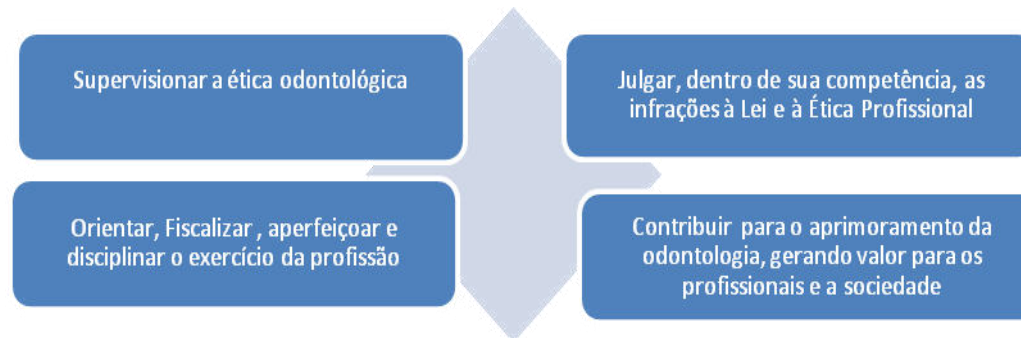 Supervisionar a ética odontológica
Julgar, dentro de sua competência, as
infrações à Lei e à Ética Profissional
Orientar, Fiscalizar , aperfeiçoar e
disciplinar o exercício da profissão
Contribuir para o aprimoramento da
odontologia, gerando valor para os
profissionais e a sociedade